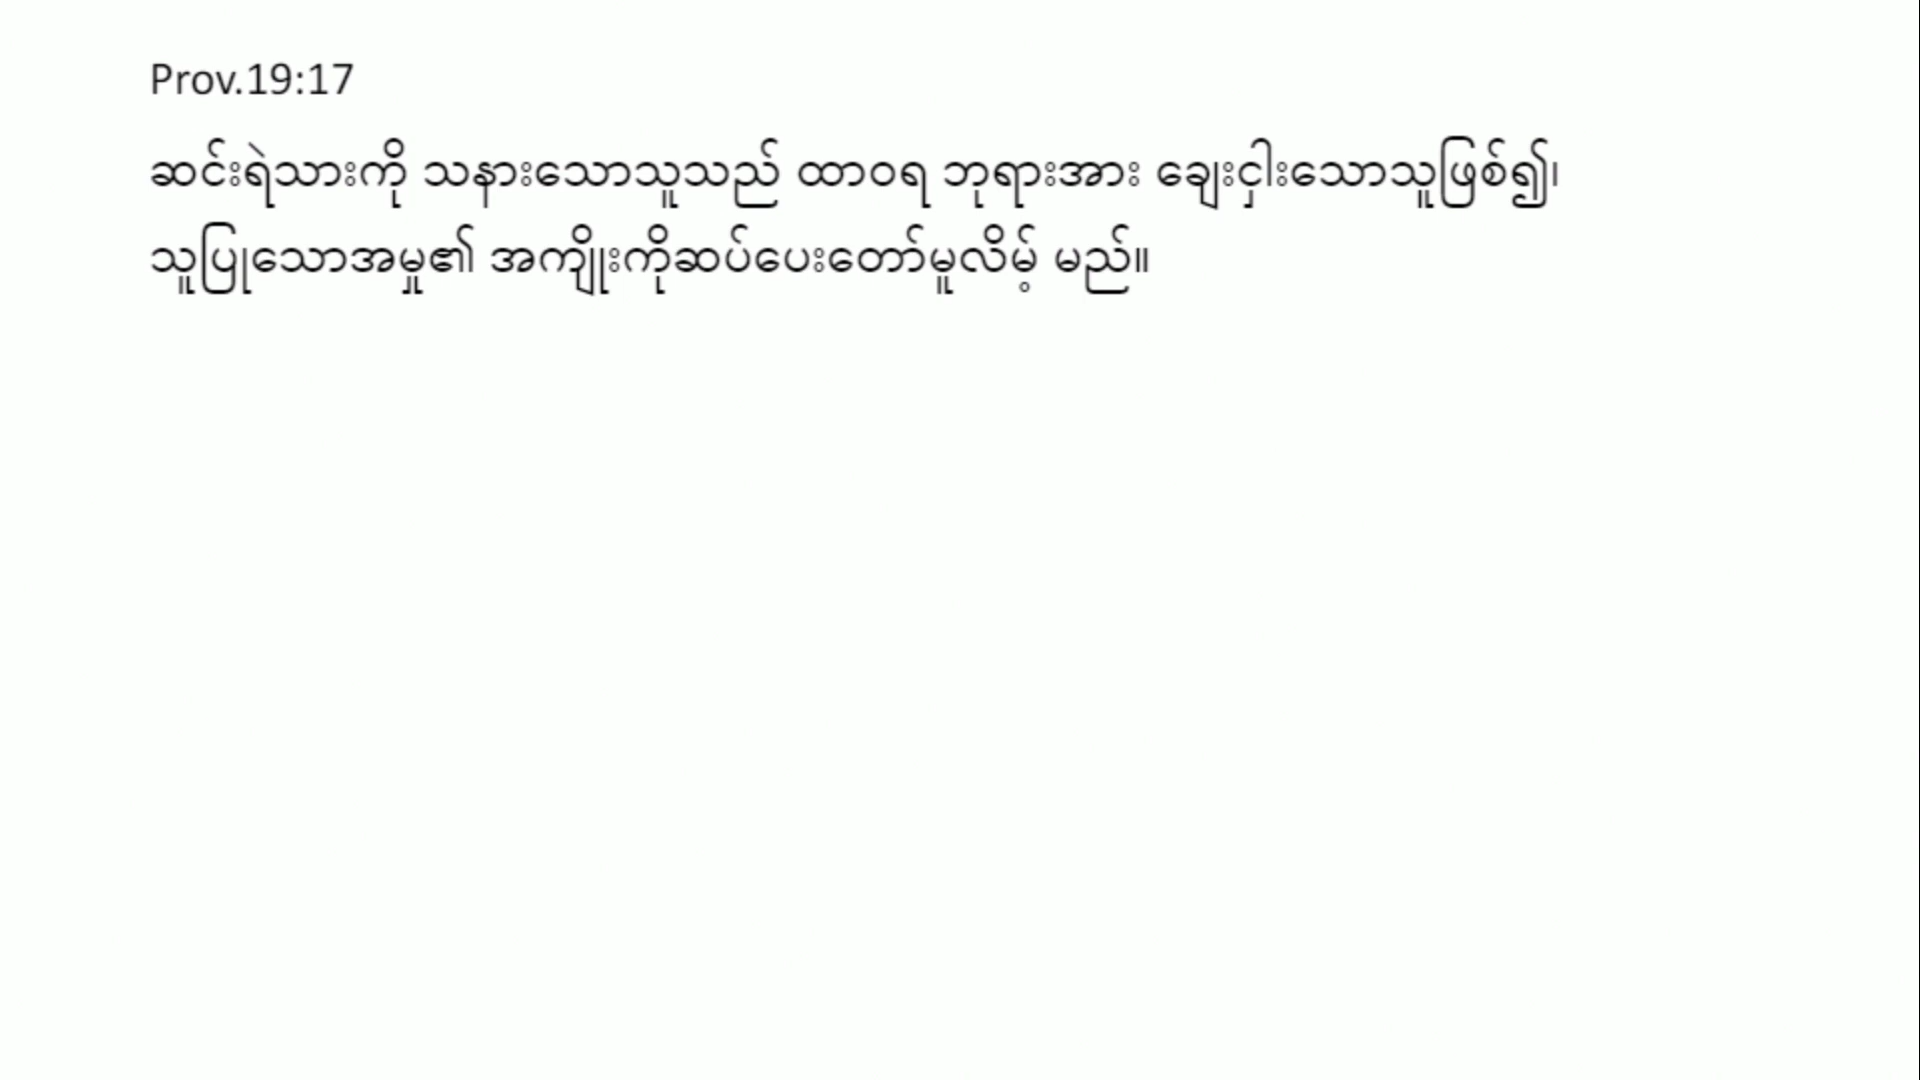 Prov.19:17
ဆင်းရဲသားကို သနားသောသူသည် ထာဝရ ဘုရားအား ချေးငှါးသောသူဖြစ်၍၊
သူပြုသောအမှု၏ အကျိုးကိုဆပ်ပေးတော်မူလိမ့် မည်။